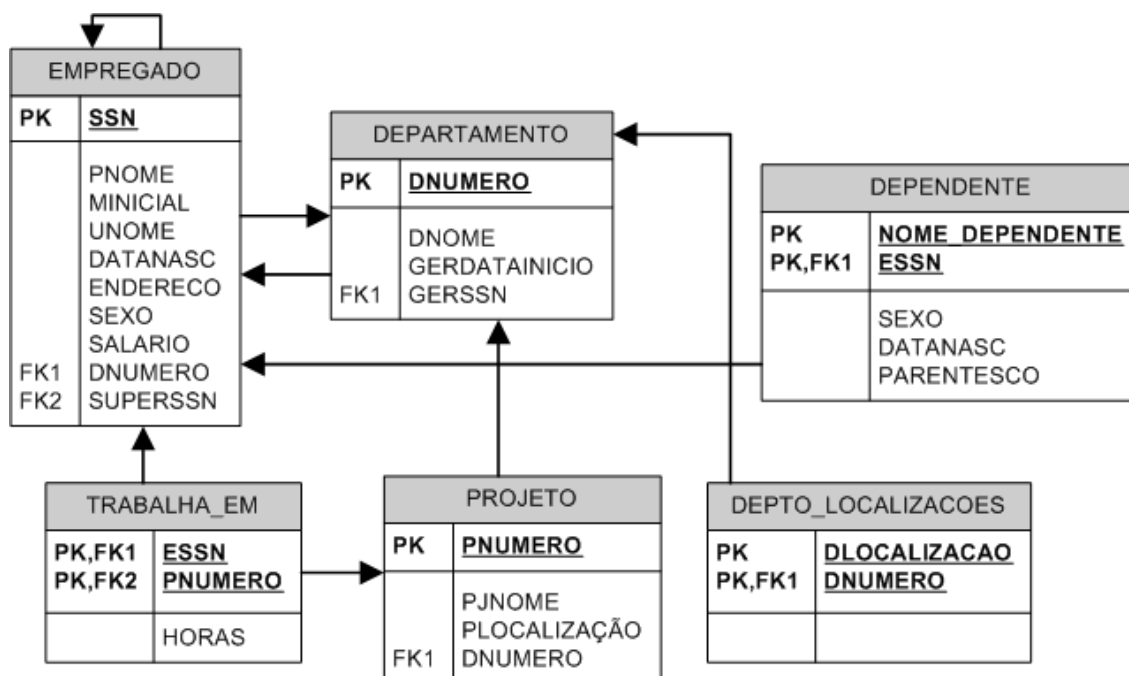 EMPREGADO
PK SSN
PNOME
MINICIAL
UNOME
DATANASC
ENDERECO
SEXO
SALARIO
FK1 DNUMERO
FK2 SUPERSSN
DEPARTAMENTO
PK DNUMERO
DNOME
GERDATAINICIO
FK1 GERSSN
DEPENDENTE
PK NOME_DEPENDENTE
PK,FK1 ESSN
SEXO
DATANASC
PARENTESCO
TRABALHA_EM
PK,FK1 ESSN
PK,FK2 PNUMERO
HORAS
PROJETO
PK PNUMERO
PJNOME
PLOCALIZAÇÃO
FK1 DNUMERO
DEPTO_LOCALIZACOES
PK DLOCALIZACAO
PK,FK1 DNUMERO